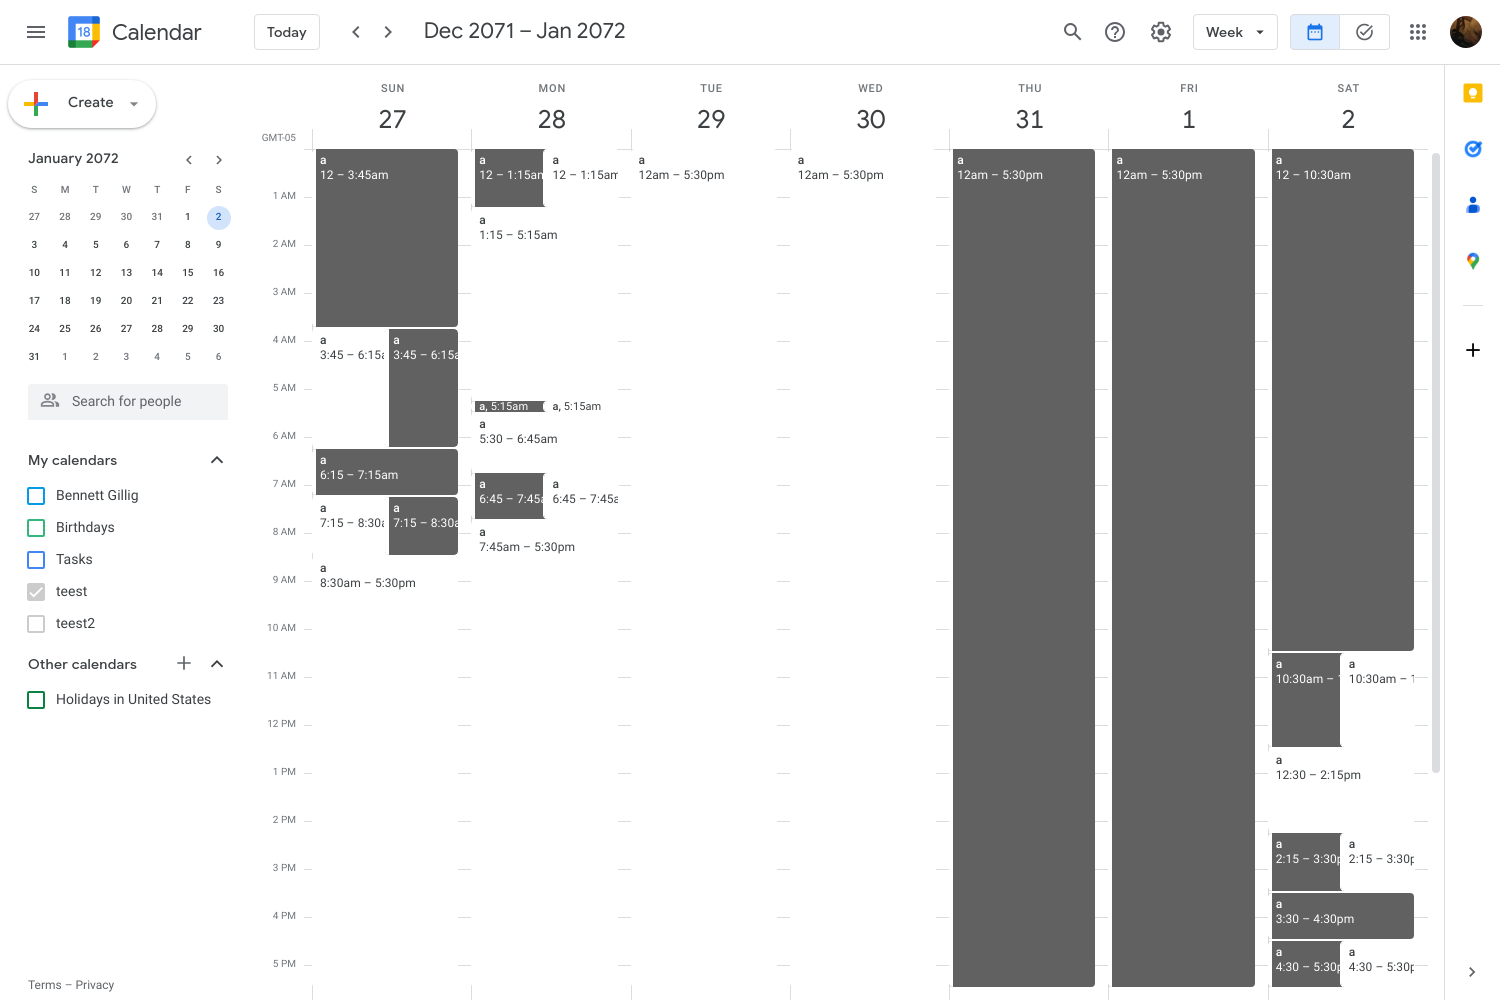 18 Calendar Today Dec 2071 – Jan 2072 Week
Create
January 2072
S M T W T F S
27 28 29 30 31 1 2
3 4 5 6 7 8 9
10 11 12 13 14 15 16
17 18 19 20 21 22 23
24 25 26 27 28 29 30
31 1 2 3 4 5 6
Search for people
My calendars
Bennett Gillig
Birthdays
Tasks
teest
teest2
Other calendars
Holidays in United States
Terms – Privacy
SUN MON TUE WED THU FRI SAT
27 28 29 30 31 1 2
GMT-05
1 AM
2 AM
3 AM
4 AM
5 AM
6 AM
7 AM
8 AM
9 AM
10 AM
11 AM
12 PM
1 PM
2 PM
3 PM
4 PM
5 PM
a
12 – 3:45am
a
3:45 – 6:15a
a
3:45 – 6:15a
a
6:15 – 7:15am
a
7:15 – 8:30a
a
7:15 – 8:30a
a
8:30am – 5:30pm
a
12 – 1:15am
a
12 – 1:15am
a
1:15 – 5:15am
a, 5:15am
a, 5:15am
a
5:30 – 6:45am
a
6:45 – 7:45a
a
6:45 – 7:45a
a
7:45am – 5:30pm
a
12am – 5:30pm
a
12am – 5:30pm
a
12am – 5:30pm
a
12am – 5:30pm
a
12 – 10:30am
a
10:30am –
a
10:30am –
a
12:30 – 2:15pm
a
2:15 – 3:30p
a
2:15 – 3:30p
a
3:30 – 4:30pm
a
4:30 – 5:30p
a
4:30 – 5:30p